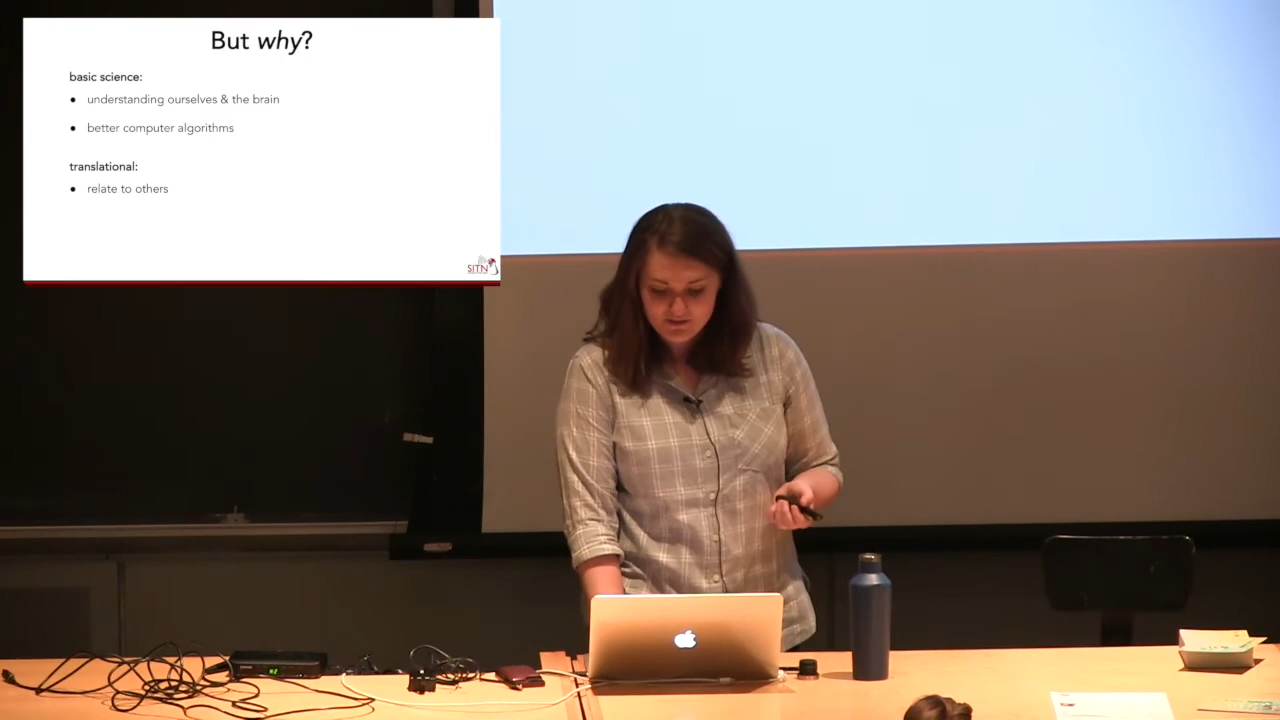 But why?
basic science:
● understanding ourselves & the brain
● better computer algorithms
translational:
● relate to others
SITN